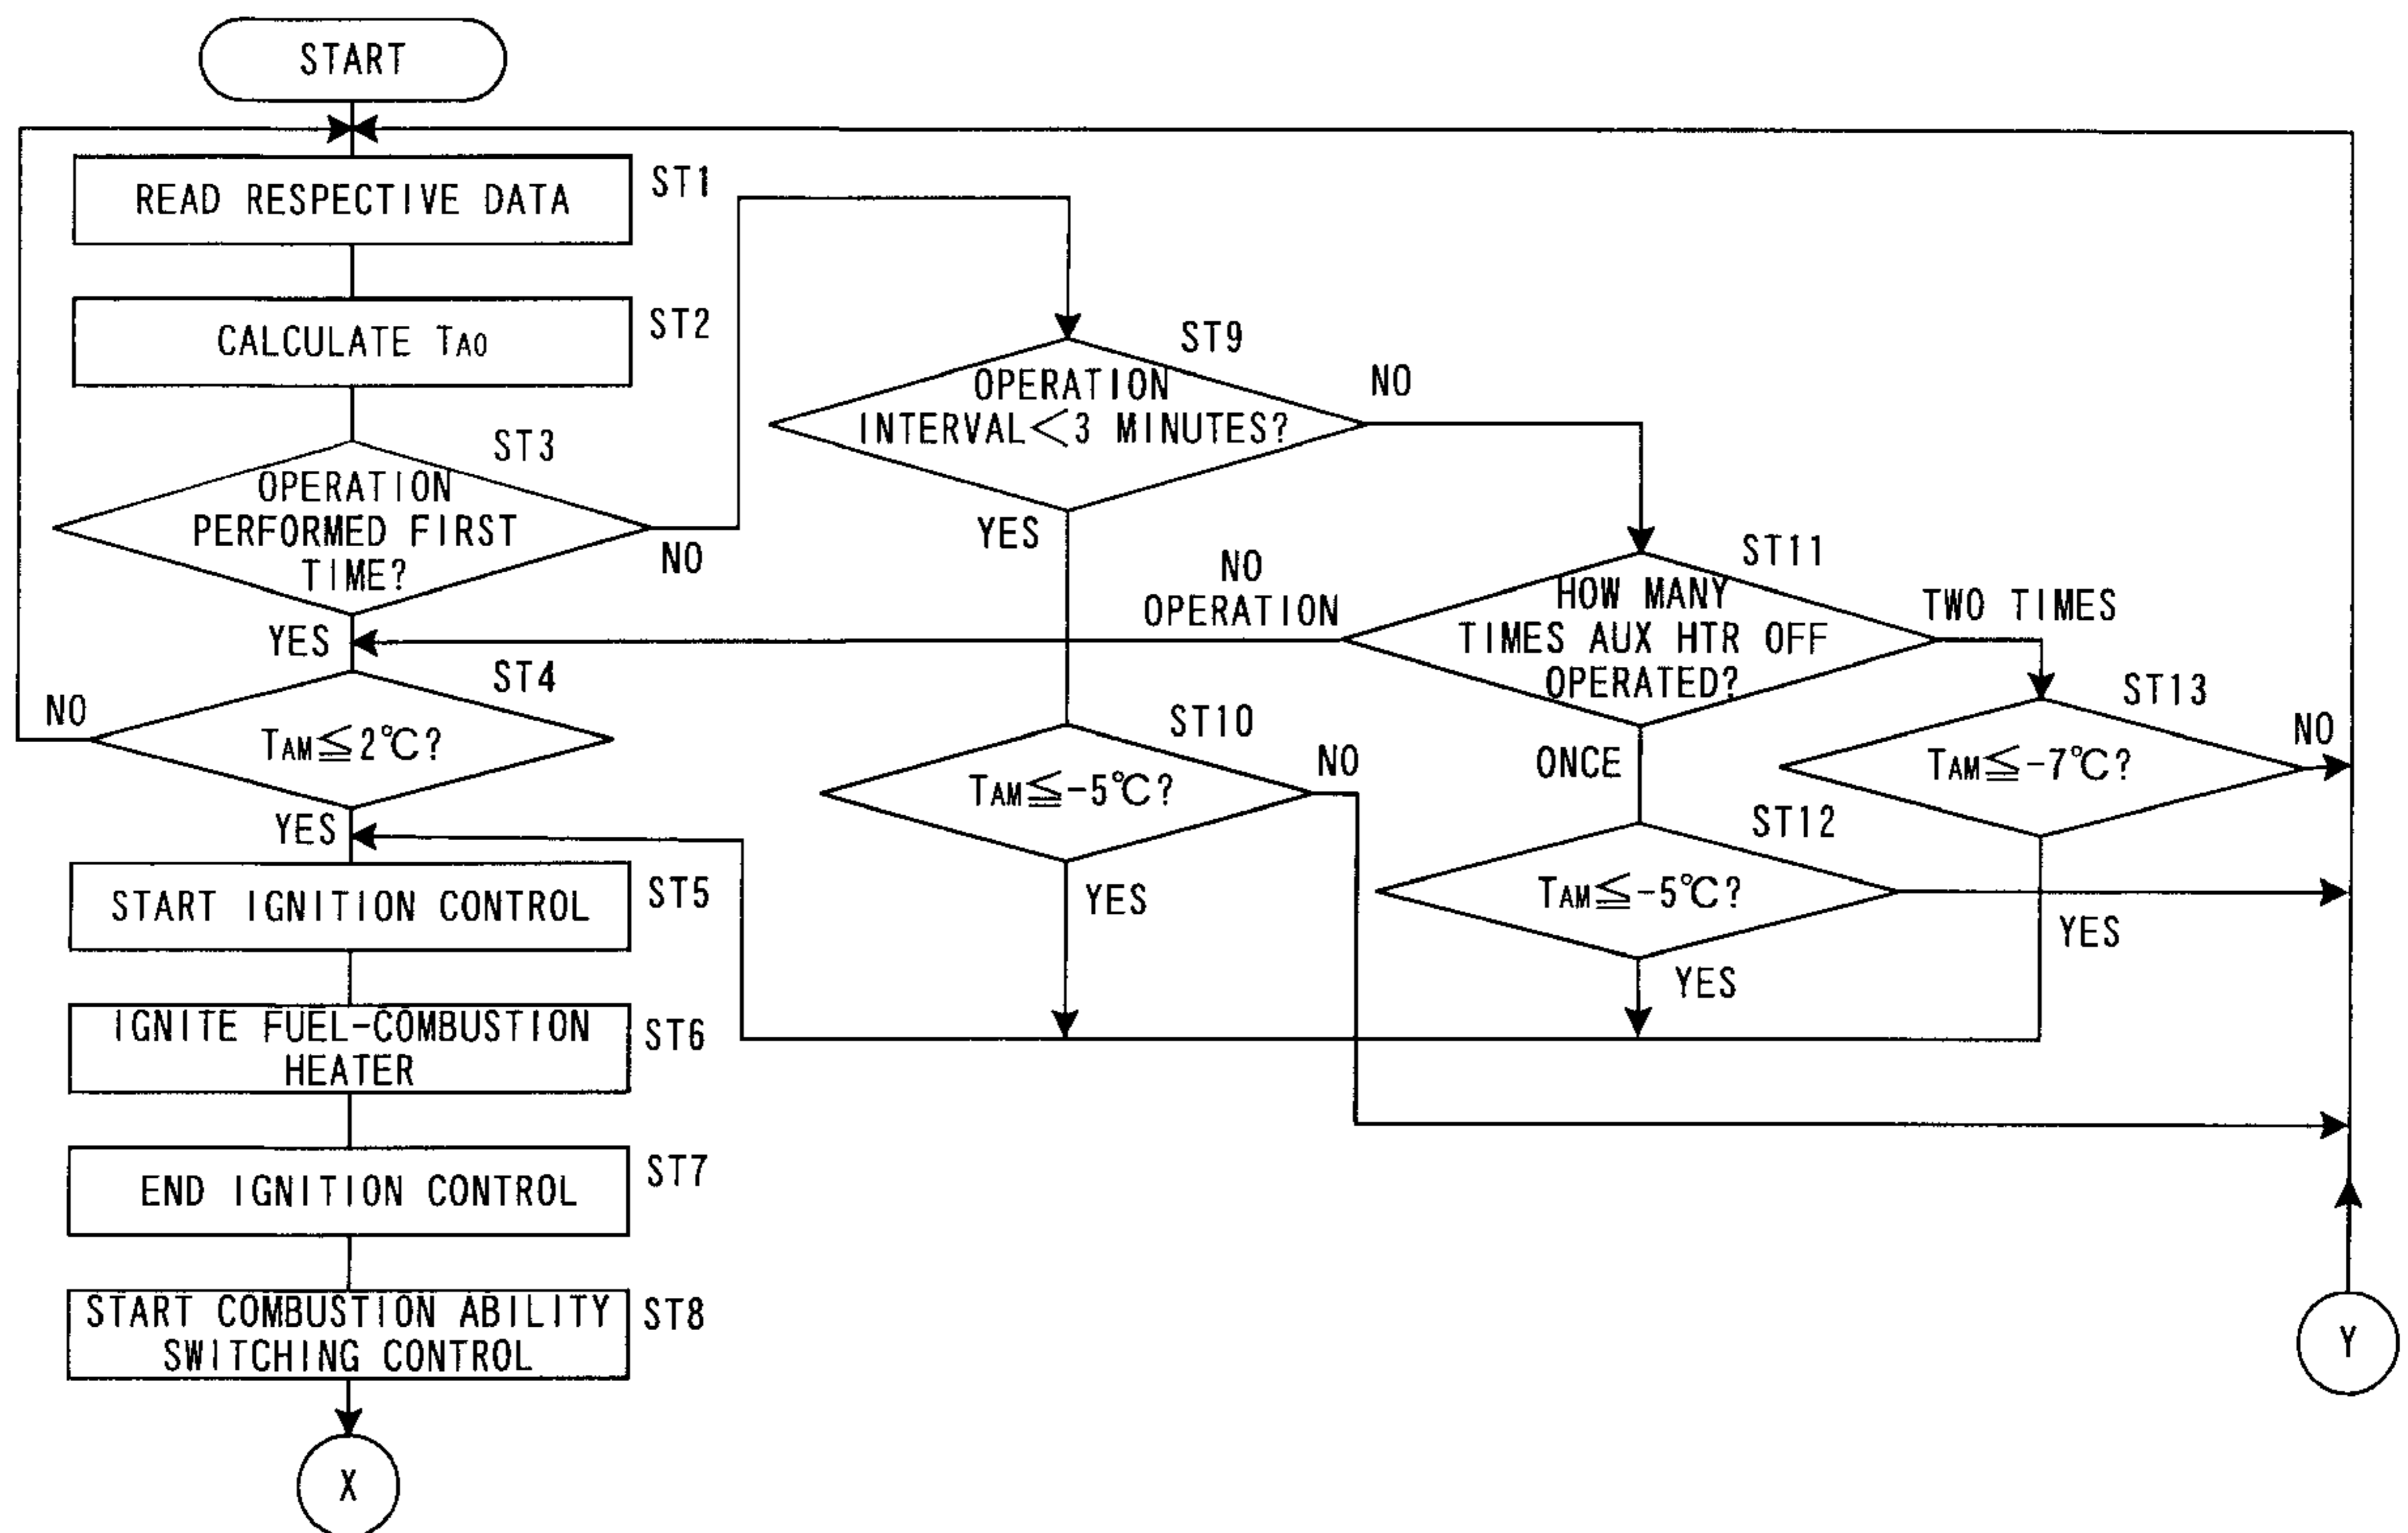 START
READ RESPECTIVE DATA
ST1
CALCULATE TA0
ST2
OPERATION
PERFORMED FIRST
TIME?
ST3
NO
YES
TAM≦2℃?
ST4
NO
YES
START IGNITION CONTROL
ST5
IGNITE FUEL-COMBUSTION
HEATER
ST6
END IGNITION CONTROL
ST7
START COMBUSTION ABILITY
SWITCHING CONTROL
ST8
X
OPERATION
INTERVAL<3 MINUTES?
ST9
NO
YES
TAM≦-5℃?
ST10
NO
YES
HOW MANY
TIMES AUX HTR OFF
OPERATED?
ST11
NO
OPERATION
TWO TIMES
ONCE
TAM≦-5℃?
ST12
YES
TAM≦-7℃?
ST13
NO
YES
Y